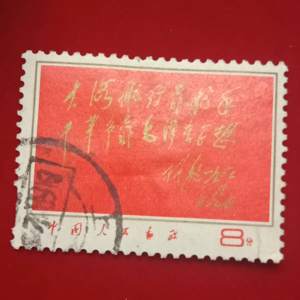 大海航行靠舵手
干革命靠毛泽东思想
林彪
中国人民邮政 8分